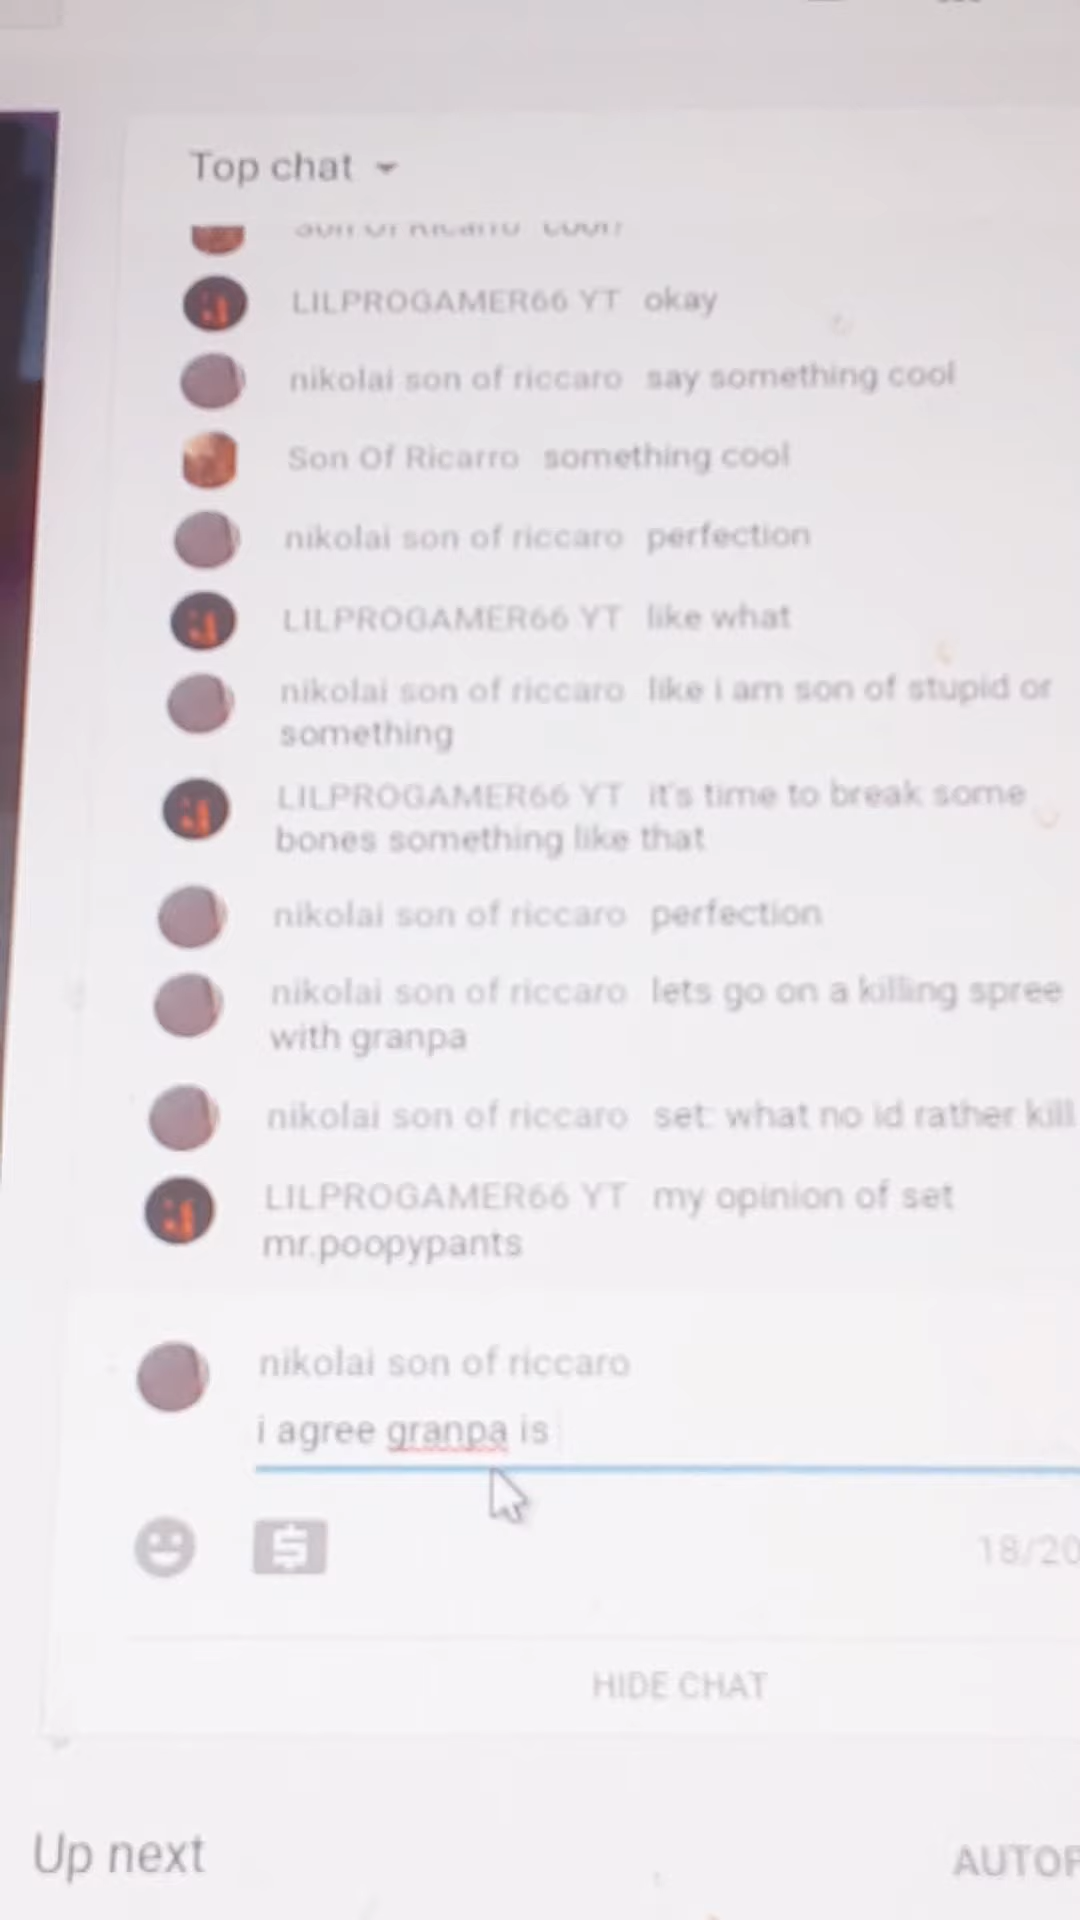 Top chat
Son Of Ricarro cool?
LILPROGAMER66 YT okay
nikolai son of riccaro say something cool
Son Of Ricarro something cool
nikolai son of riccaro perfection
LILPROGAMER66 YT like what
nikolai son of riccaro like i am son of stupid or
something
LILPROGAMER66 YT it's time to break some
bones something like that
nikolai son of riccaro perfection
nikolai son of riccaro lets go on a killing spree
with granpa
nikolai son of riccaro set: what no id rather kill
LILPROGAMER66 YT my opinion of set
mr.poopypants
nikolai son of riccaro
i agree granpa is
18/20
HIDE CHAT
Up next